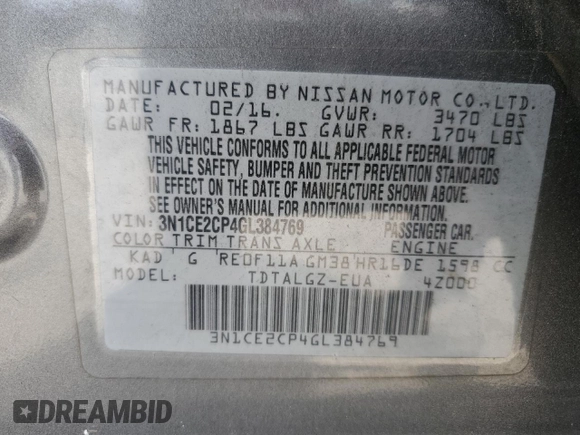 MANUFACTURED BY NISSAN MOTOR CO.,LTD.
DATE: 02/16. GVWR: 3470 LBS
GAWR FR: 1867 LBS GAWR RR: 1704 LBS
THIS VEHICLE CONFORMS TO ALL APPLICABLE FEDERAL MOTOR
VEHICLE SAFETY, BUMPER AND THEFT PREVENTION STANDARDS
IN EFFECT ON THE DATE OF MANUFACTURE SHOWN ABOVE.
SEE OWNER'S MANUAL FOR ADDITIONAL INFORMATION.
VIN: 3N1CE2CP4GL384769 PASSENGER CAR.
COLOR TRIM TRANS AXLE ENGINE
KAD G RE0F11A GM38 HR16DE 1598 CC
MODEL: TDTALGZ-EUA 4Z000
3N1CE2CP4GL384769
DREAMBID